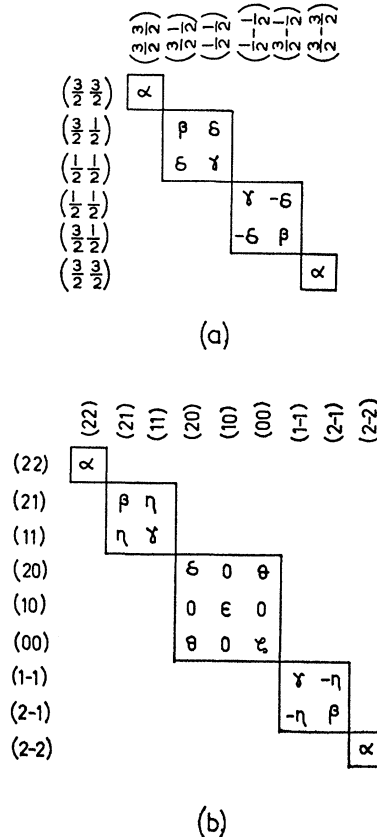 (3/2 3/2) (3/2 1/2) (1/2 1/2) (1/2 -1/2) (3/2 -1/2) (3/2 -3/2)
(3/2 3/2) α
(3/2 1/2) β δ
(1/2 1/2) δ γ
(1/2 1/2) γ -δ
(3/2 1/2) -δ β
(3/2 3/2) α
(a)
(22) (21) (11) (20) (10) (00) (1-1) (2-1) (2-2)
(22) α
(21) β η
(11) η γ
(20) δ 0 θ
(10) 0 ε 0
(00) θ 0 ζ
(1-1) γ -η
(2-1) -η β
(2-2) α
(b)